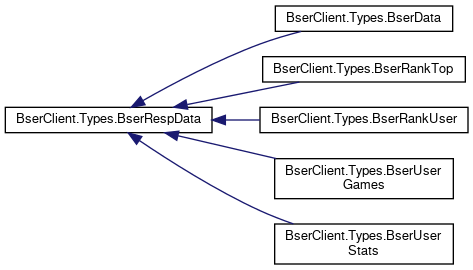 BserClient.Types.BserData
BserClient.Types.BserRankTop
BserClient.Types.BserRespData
BserClient.Types.BserRankUser
BserClient.Types.BserUser
Games
BserClient.Types.BserUser
Stats